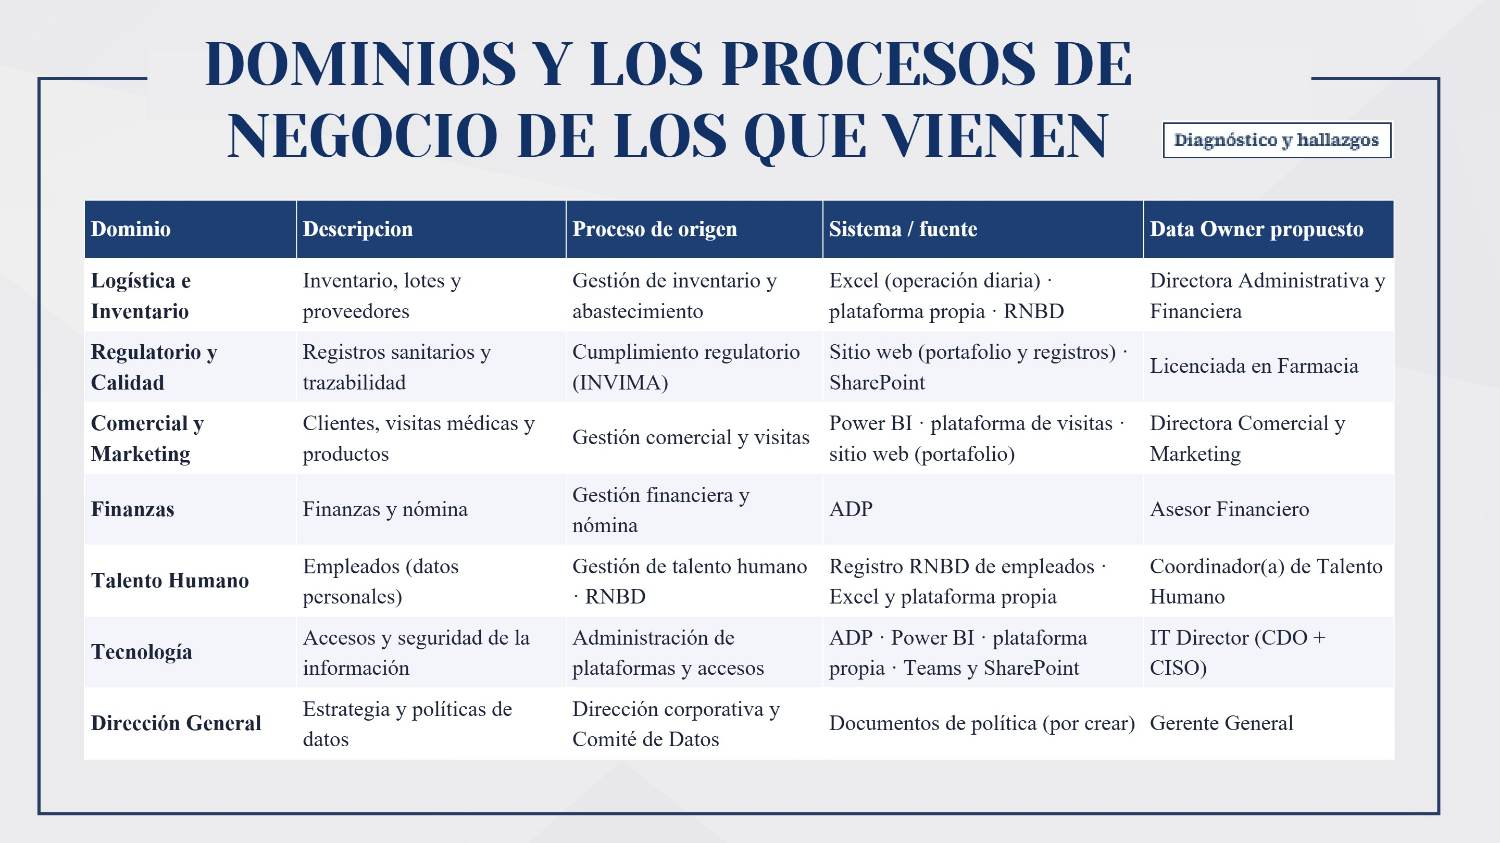 DOMINIOS Y LOS PROCESOS DE
NEGOCIO DE LOS QUE VIENEN
Diagnóstico y hallazgos
Dominio
Descripcion
Proceso de origen
Sistema / fuente
Data Owner propuesto
Logística e
Inventario
Inventario, lotes y
proveedores
Gestión de inventario y
abastecimiento
Excel (operación diaria) ·
plataforma propia · RNBD
Directora Administrativa y
Financiera
Regulatorio y
Calidad
Registros sanitarios y
trazabilidad
Cumplimiento regulatorio
(INVIMA)
Sitio web (portafolio y registros) ·
SharePoint
Licenciada en Farmacia
Comercial y
Marketing
Clientes, visitas médicas y
productos
Gestión comercial y visitas
Power BI · plataforma de visitas ·
sitio web (portafolio)
Directora Comercial y
Marketing
Finanzas
Finanzas y nómina
Gestión financiera y
nómina
ADP
Asesor Financiero
Talento Humano
Empleados (datos
personales)
Gestión de talento humano
· RNBD
Registro RNBD de empleados ·
Excel y plataforma propia
Coordinador(a) de Talento
Humano
Tecnología
Accesos y seguridad de la
información
Administración de
plataformas y accesos
ADP · Power BI · plataforma
propia · Teams y SharePoint
IT Director (CDO +
CISO)
Dirección General
Estrategia y políticas de
datos
Dirección corporativa y
Comité de Datos
Documentos de política (por crear)
Gerente General